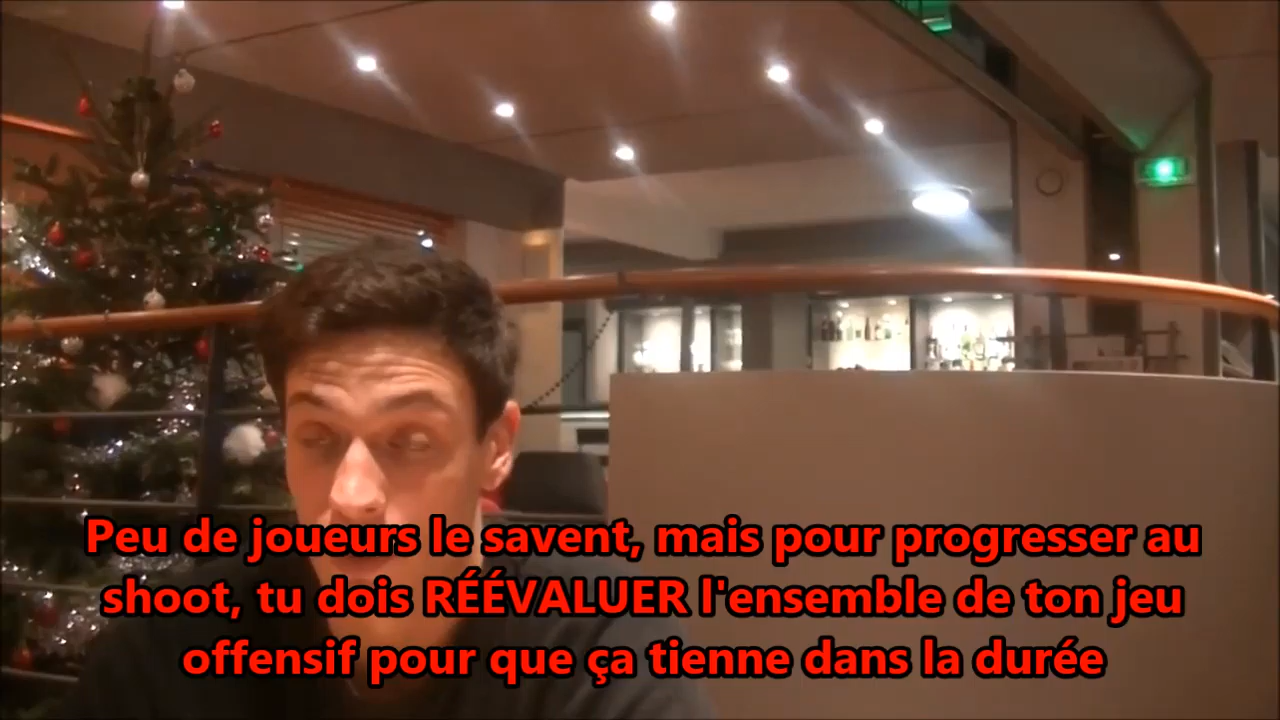 Peu de joueurs le savent, mais pour progresser au
shoot, tu dois RÉÉVALUER l'ensemble de ton jeu
offensif pour que ça tienne dans la durée